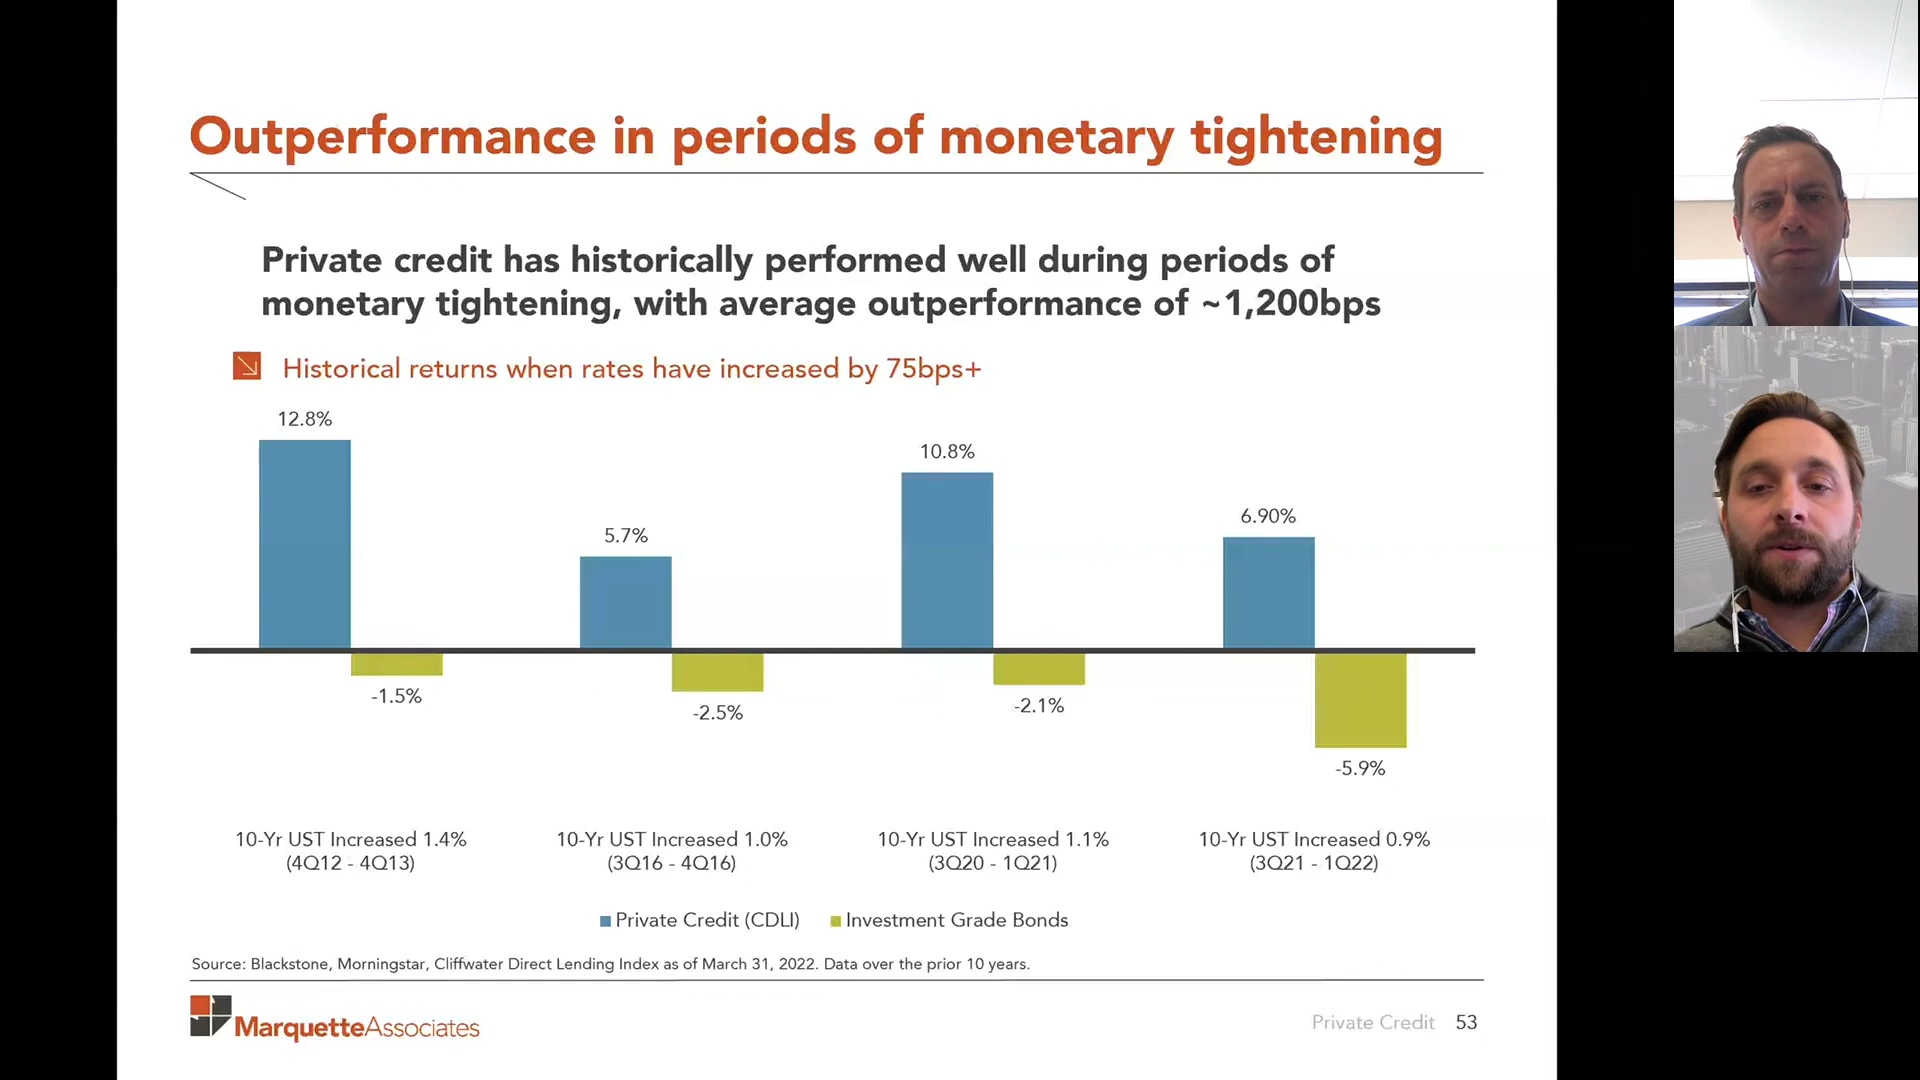 Outperformance in periods of monetary tightening
Private credit has historically performed well during periods of
monetary tightening, with average outperformance of ~1,200bps
Historical returns when rates have increased by 75bps+
12.8%
-1.5%
5.7%
-2.5%
10.8%
-2.1%
6.90%
-5.9%
10-Yr UST Increased 1.4%
(4Q12 - 4Q13)
10-Yr UST Increased 1.0%
(3Q16 - 4Q16)
10-Yr UST Increased 1.1%
(3Q20 - 1Q21)
10-Yr UST Increased 0.9%
(3Q21 - 1Q22)
Private Credit (CDLI)
Investment Grade Bonds
Source: Blackstone, Morningstar, Cliffwater Direct Lending Index as of March 31, 2022. Data over the prior 10 years.
MarquetteAssociates
Private Credit 53